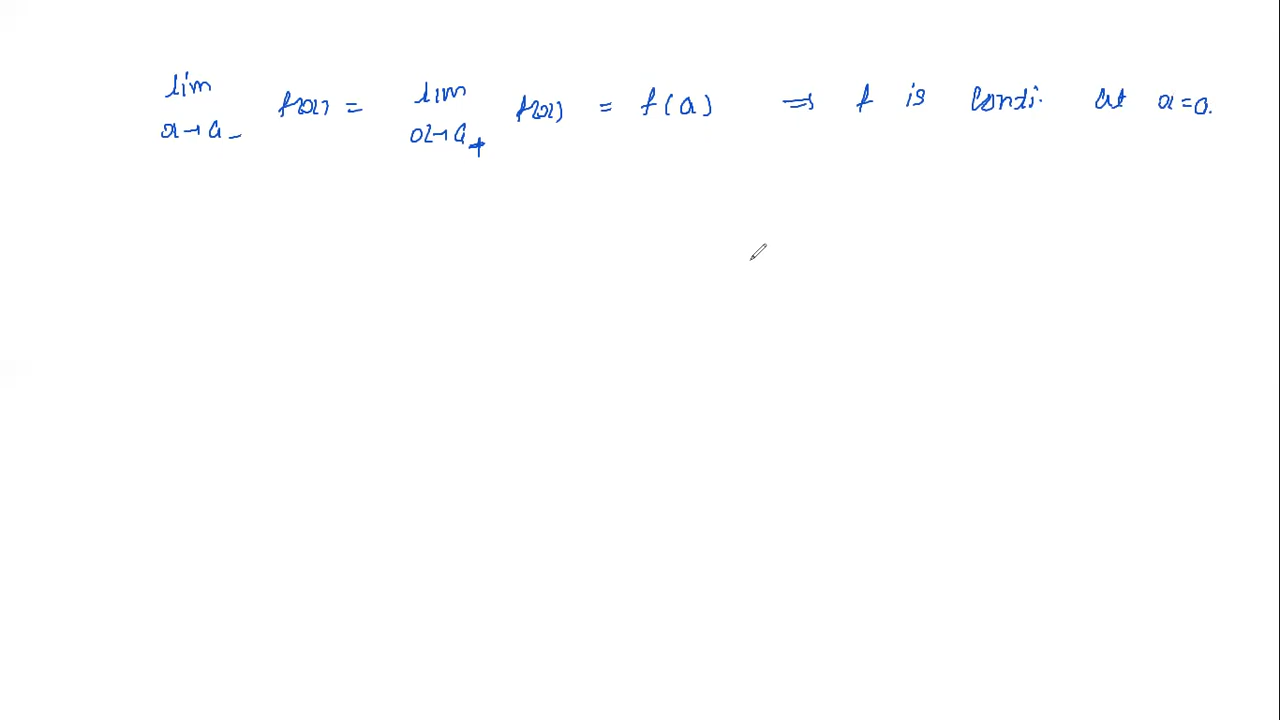 lim x→a- f(x) = lim x→a+ f(x) = f(a) ⇒ f is conti. at x=a.